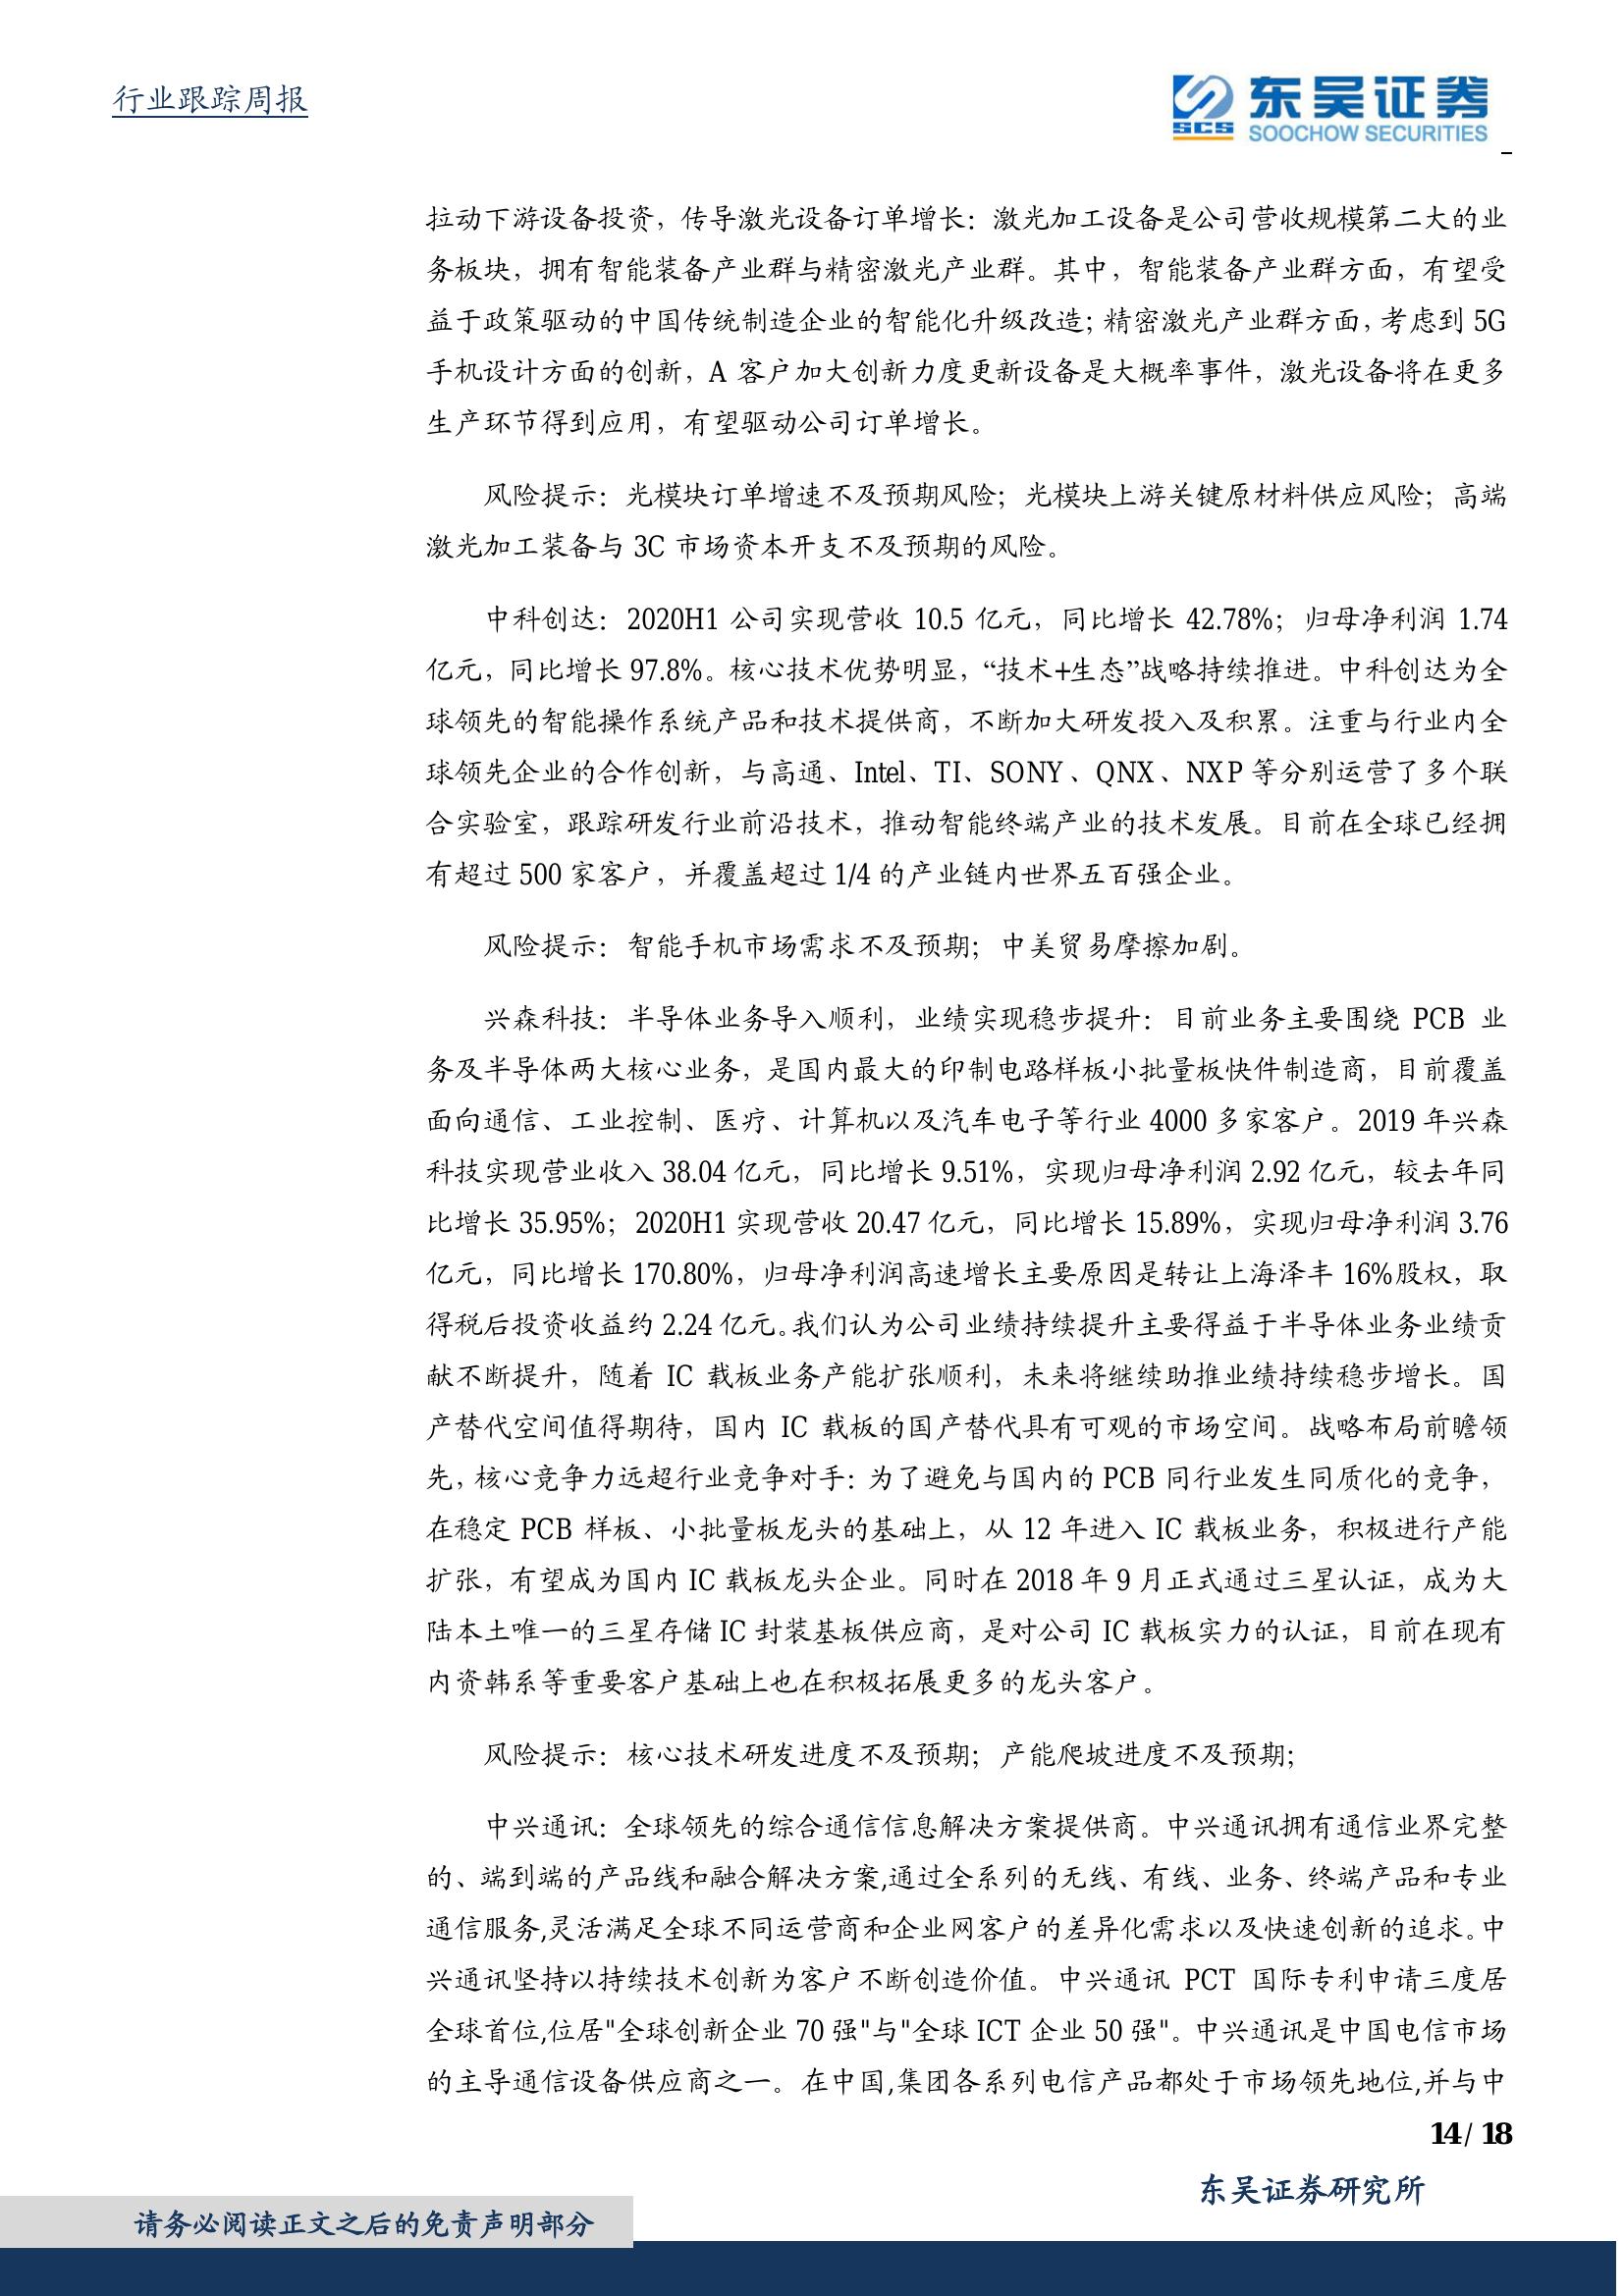 行业跟踪周报
东吴证券
SCS
SOOCHOW SECURITIES
拉动下游设备投资，传导激光设备订单增长：激光加工设备是公司营收规模第二大的业
务板块，拥有智能装备产业群与精密激光产业群。其中，智能装备产业群方面，有望受
益于政策驱动的中国传统制造企业的智能化升级改造；精密激光产业群方面，考虑到 5G
手机设计方面的创新，A 客户加大创新力度更新设备是大概率事件，激光设备将在更多
生产环节得到应用，有望驱动公司订单增长。
风险提示：光模块订单增速不及预期风险；光模块上游关键原材料供应风险；高端
激光加工装备与 3C 市场资本开支不及预期的风险。
中科创达：2020H1 公司实现营收 10.5 亿元，同比增长 42.78%；归母净利润 1.74
亿元，同比增长 97.8%。核心技术优势明显，“技术+生态”战略持续推进。中科创达为全
球领先的智能操作系统产品和技术提供商，不断加大研发投入及积累。注重与行业内全
球领先企业的合作创新，与高通、Intel、TI、SONY、QNX、NXP 等分别运营了多个联
合实验室，跟踪研发行业前沿技术，推动智能终端产业的技术发展。目前在全球已经拥
有超过 500 家客户，并覆盖超过 1/4 的产业链内世界五百强企业。
风险提示：智能手机市场需求不及预期；中美贸易摩擦加剧。
兴森科技：半导体业务导入顺利，业绩实现稳步提升：目前业务主要围绕 PCB 业
务及半导体两大核心业务，是国内最大的印制电路样板小批量板快件制造商，目前覆盖
面向通信、工业控制、医疗、计算机以及汽车电子等行业 4000 多家客户。2019 年兴森
科技实现营业收入 38.04 亿元，同比增长 9.51%，实现归母净利润 2.92 亿元，较去年同
比增长 35.95%；2020H1 实现营收 20.47 亿元，同比增长 15.89%，实现归母净利润 3.76
亿元，同比增长 170.80%，归母净利润高速增长主要原因是转让上海泽丰 16%股权，取
得税后投资收益约 2.24 亿元。我们认为公司业绩持续提升主要得益于半导体业务业绩贡
献不断提升，随着 IC 载板业务产能扩张顺利，未来将继续助推业绩持续稳步增长。国
产替代空间值得期待，国内 IC 载板的国产替代具有可观的市场空间。战略布局前瞻领
先，核心竞争力远超行业竞争对手：为了避免与国内的 PCB 同行业发生同质化的竞争，
在稳定 PCB 样板、小批量板龙头的基础上，从 12 年进入 IC 载板业务，积极进行产能
扩张，有望成为国内 IC 载板龙头企业。同时在 2018 年 9 月正式通过三星认证，成为大
陆本土唯一的三星存储 IC 封装基板供应商，是对公司 IC 载板实力的认证，目前在现有
内资韩系等重要客户基础上也在积极拓展更多的龙头客户。
风险提示：核心技术研发进度不及预期；产能爬坡进度不及预期；
中兴通讯：全球领先的综合通信信息解决方案提供商。中兴通讯拥有通信业界完整
的、端到端的产品线和融合解决方案,通过全系列的无线、有线、业务、终端产品和专业
通信服务,灵活满足全球不同运营商和企业网客户的差异化需求以及快速创新的追求。中
兴通讯坚持以持续技术创新为客户不断创造价值。中兴通讯 PCT 国际专利申请三度居
全球首位,位居"全球创新企业 70 强"与"全球 ICT 企业 50 强"。中兴通讯是中国电信市场
的主导通信设备供应商之一。在中国,集团各系列电信产品都处于市场领先地位,并与中
14 / 18
东吴证券研究所
请务必阅读正文之后的免责声明部分